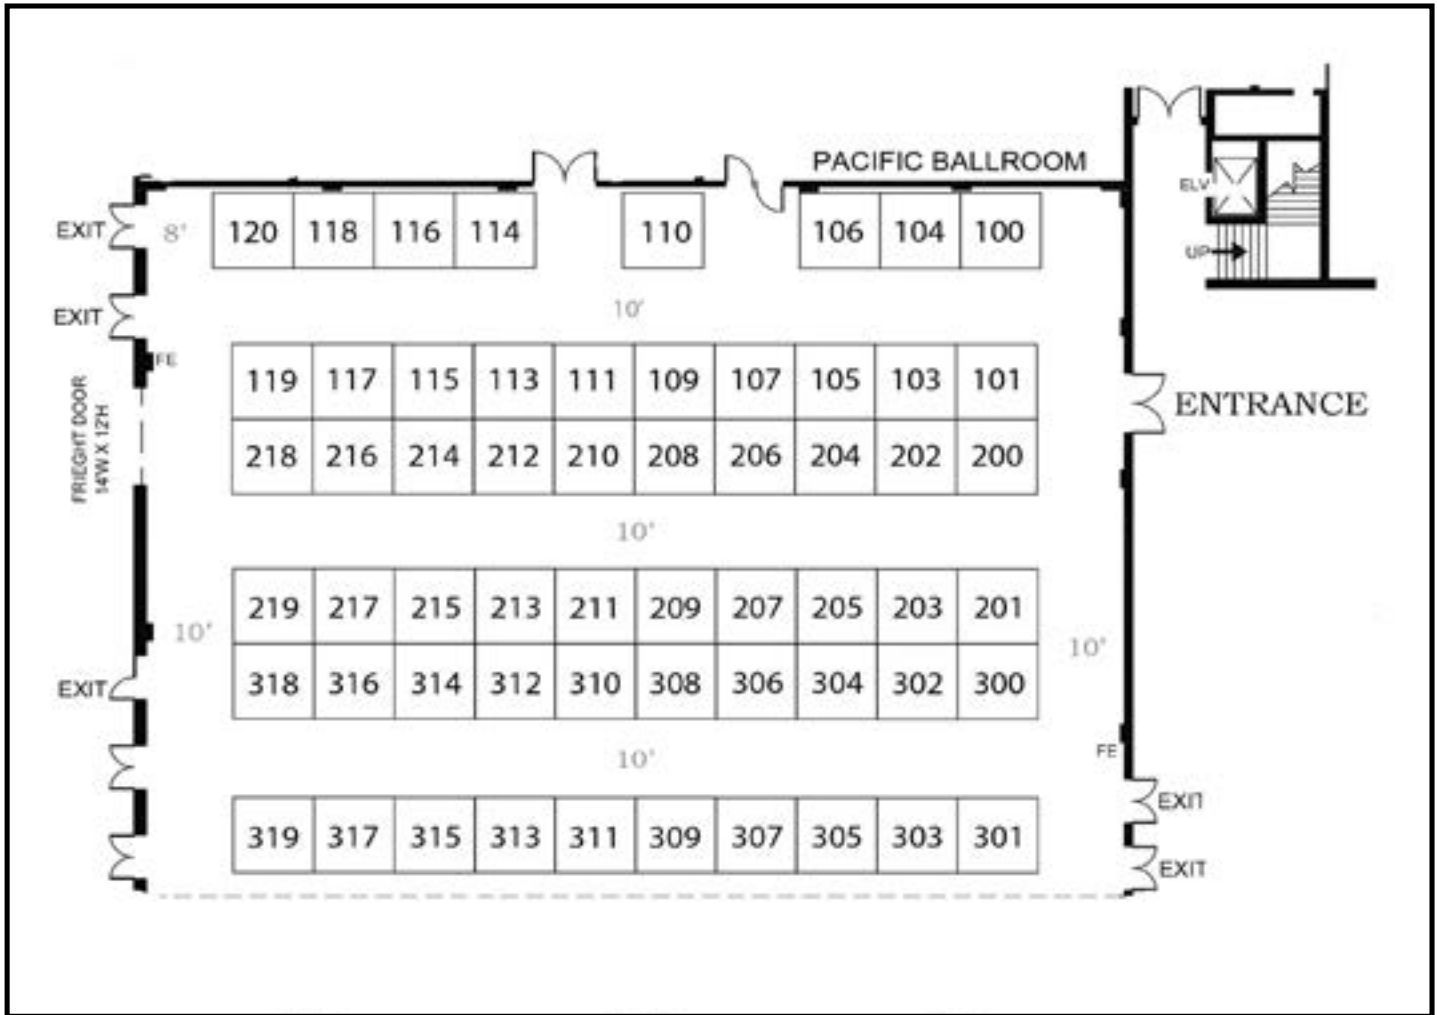 PACIFIC BALLROOM
ELV
UP
EXIT
8'
120 118 116 114 110 106 104 100
EXIT
10'
FE
119 117 115 113 111 109 107 105 103 101
ENTRANCE
FRIEGHT DOOR
14'W X 12'H
218 216 214 212 210 208 206 204 202 200
10'
219 217 215 213 211 209 207 205 203 201
10'
10'
EXIT
318 316 314 312 310 308 306 304 302 300
10'
FE
EXIT
319 317 315 313 311 309 307 305 303 301
EXIT